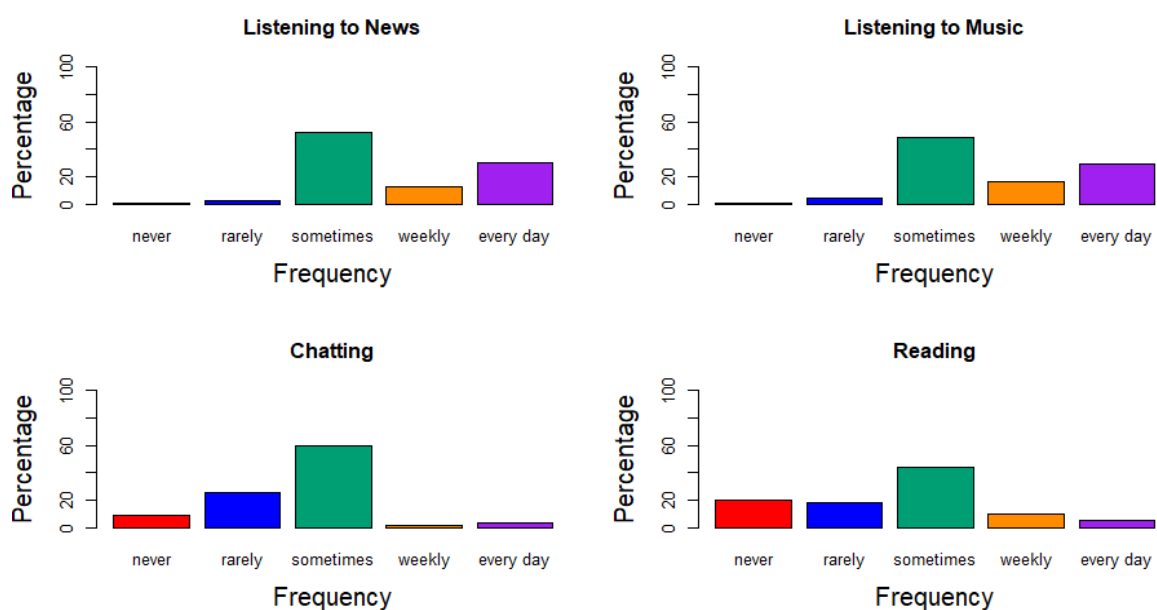 Listening to News
Percentage
100
60
20
0
never rarely sometimes weekly every day
Frequency
Listening to Music
Percentage
100
60
20
0
never rarely sometimes weekly every day
Frequency
Chatting
Percentage
100
60
20
0
never rarely sometimes weekly every day
Frequency
Reading
Percentage
100
60
20
0
never rarely sometimes weekly every day
Frequency